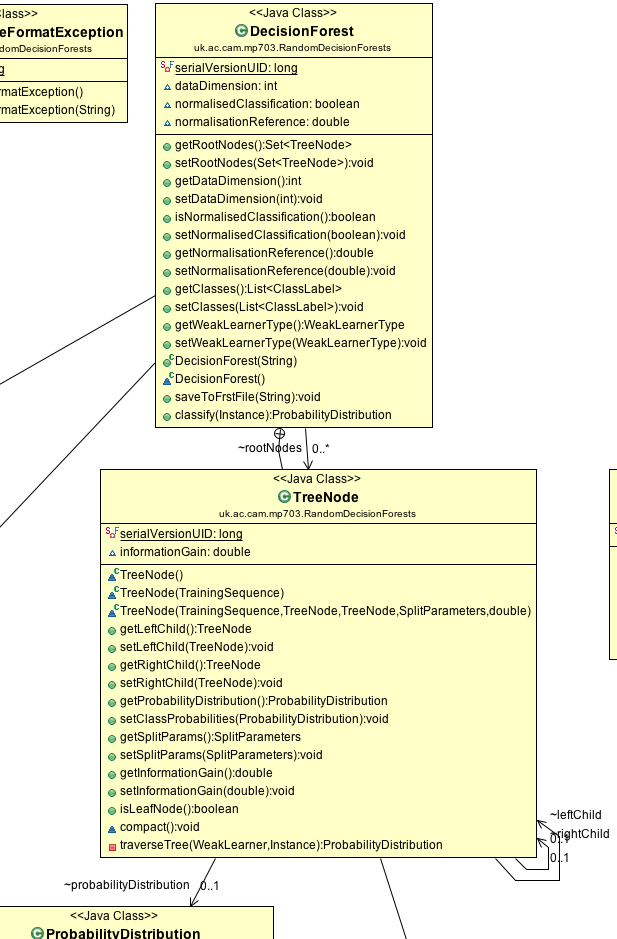 Class>>
eFormatException
domDecisionForests
g
rmatException()
rmatException(String)
<<Java Class>>
DecisionForest
uk.ac.cam.mp703.RandomDecisionForests
serialVersionUID: long
dataDimension: int
normalisedClassification: boolean
normalisationReference: double
getRootNodes():Set<TreeNode>
setRootNodes(Set<TreeNode>):void
getDataDimension():int
setDataDimension(int):void
isNormalisedClassification():boolean
setNormalisedClassification(boolean):void
getNormalisationReference():double
setNormalisationReference(double):void
getClasses():List<ClassLabel>
setClasses(List<ClassLabel>):void
getWeakLearnerType():WeakLearnerType
setWeakLearnerType(WeakLearnerType):void
DecisionForest(String)
DecisionForest()
saveToFrstFile(String):void
classify(Instance):ProbabilityDistribution
~rootNodes 0..*
<<Java Class>>
TreeNode
uk.ac.cam.mp703.RandomDecisionForests
serialVersionUID: long
informationGain: double
TreeNode()
TreeNode(TrainingSequence)
TreeNode(TrainingSequence,TreeNode,TreeNode,SplitParameters,double)
getLeftChild():TreeNode
setLeftChild(TreeNode):void
getRightChild():TreeNode
setRightChild(TreeNode):void
getProbabilityDistribution():ProbabilityDistribution
setClassProbabilities(ProbabilityDistribution):void
getSplitParams():SplitParameters
setSplitParams(SplitParameters):void
getInformationGain():double
setInformationGain(double):void
isLeafNode():boolean
compact():void
traverseTree(WeakLearner,Instance):ProbabilityDistribution
~leftChild
~rightChild
0..1
0..1
~probabilityDistribution 0..1
<<Java Class>>
ProbabilityDistribution